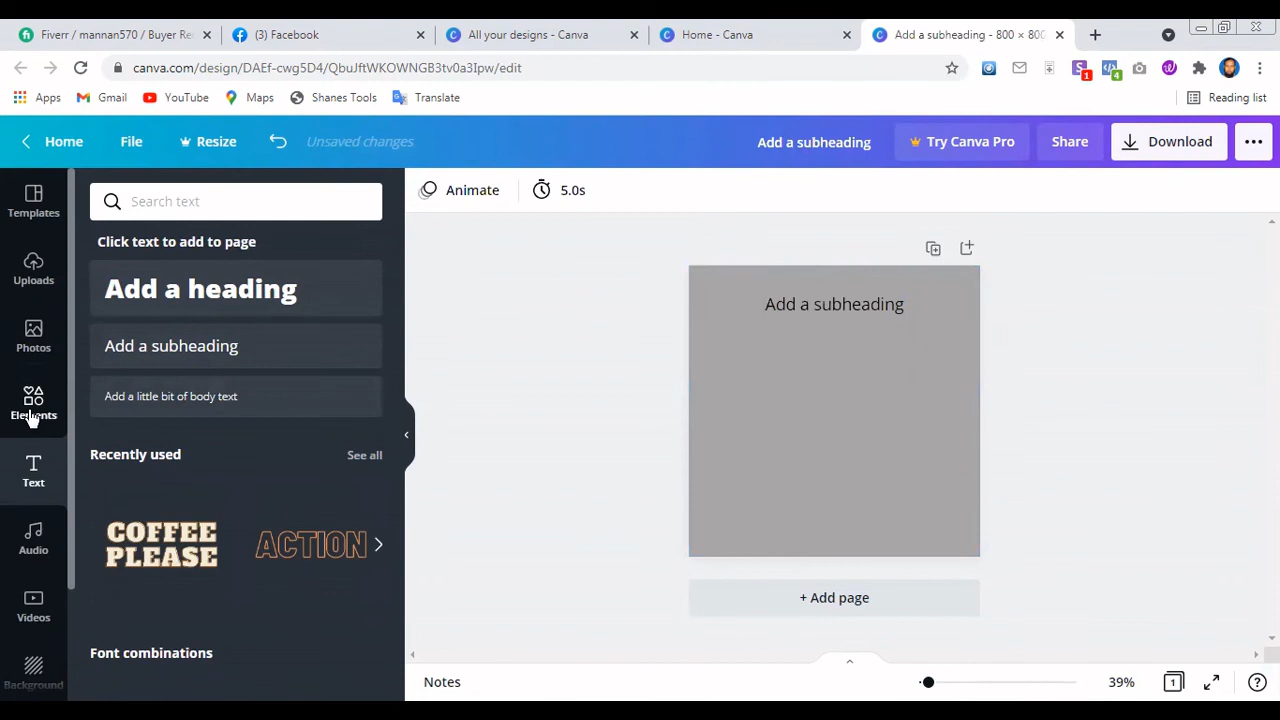 Fiverr / mannan570 / Buyer Re
(3) Facebook
All your designs - Canva
Home - Canva
Add a subheading - 800 × 800
canva.com/design/DAEf-cwg5D4/QbuJftWKOWNGB3tv0a3Ipw/edit
1
4
Apps
Gmail
YouTube
Maps
Shanes Tools
Translate
Reading list
Home
File
Resize
Unsaved changes
Add a subheading
Try Canva Pro
Share
Download
Templates
Uploads
Photos
Elements
Text
Audio
Videos
Background
Search text
Click text to add to page
Add a heading
Add a subheading
Add a little bit of body text
Recently used
See all
COFFEE
PLEASE
ACTION
Font combinations
Animate
5.0s
Add a subheading
+ Add page
Notes
39%
1